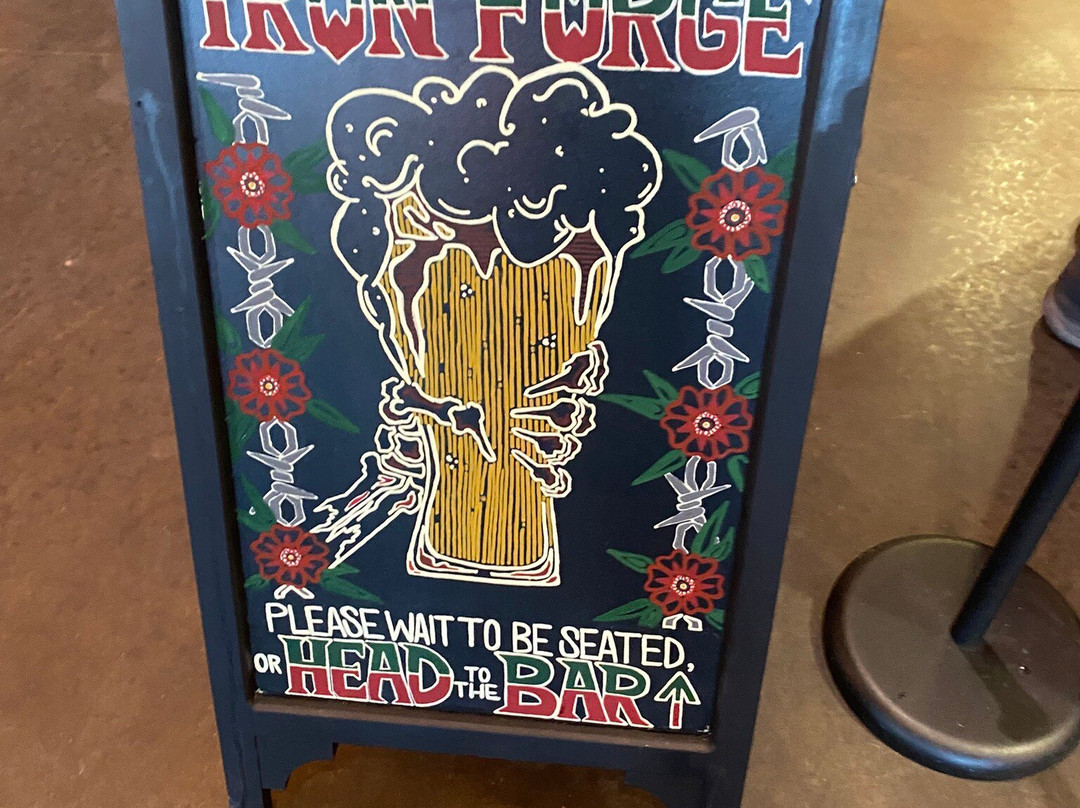 IRON FORGE
PLEASE WAIT TO BE SEATED,
OR HEAD TO THE BAR